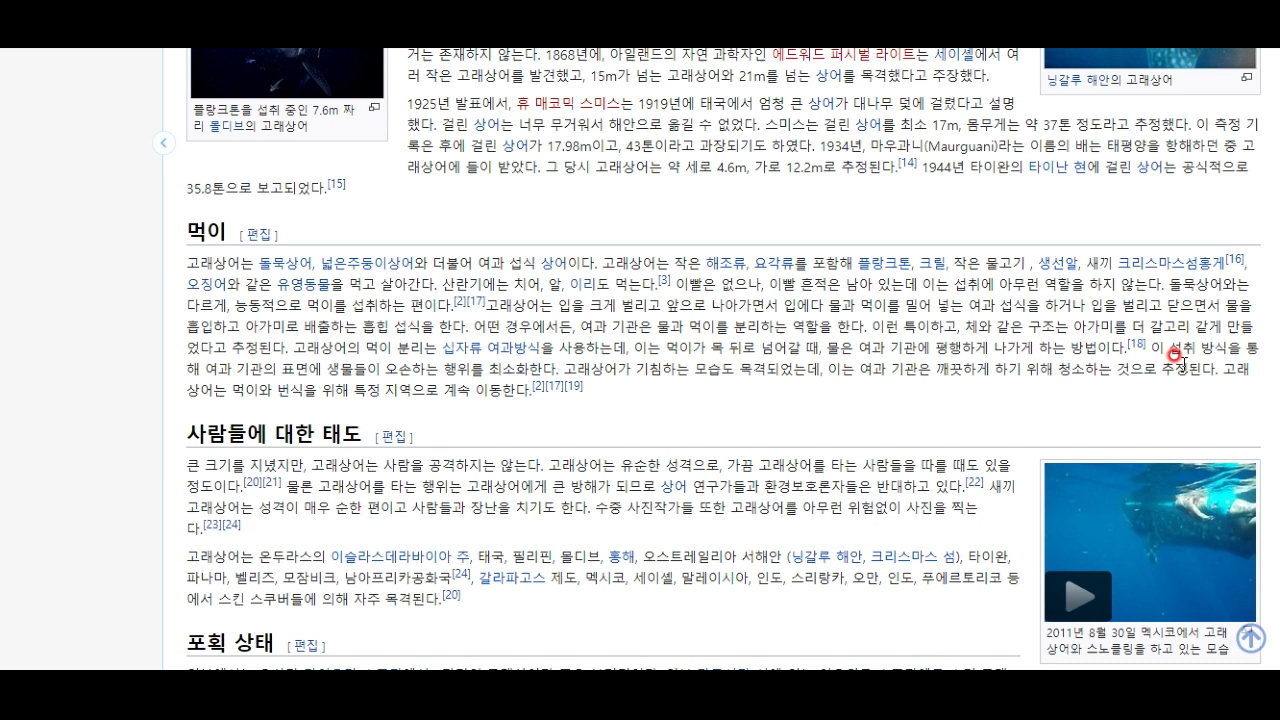 거는 존재하지 않는다. 1868년에, 아일랜드의 자연 과학자인 에드워드 퍼시벌 라이트는 세이셸에서 여
러 작은 고래상어를 발견했고, 15m가 넘는 고래상어와 21m를 넘는 상어를 목격했다고 주장했다.
닝갈루 해안의 고래상어
플랑크톤을 섭취 중인 7.6m 짜
리 몰디브의 고래상어
1925년 발표에서, 휴 매코믹 스미스는 1919년에 태국에서 엄청 큰 상어가 대나무 덫에 걸렸다고 설명
했다. 걸린 상어는 너무 무거워서 해안으로 옮길 수 없었다. 스미스는 걸린 상어를 최소 17m, 몸무게는 약 37톤 정도라고 추정했다. 이 측정 기
록은 후에 걸린 상어가 17.98m이고, 43톤이라고 과장되기도 하였다. 1934년, 마우과니(Maurguani)라는 이름의 배는 태평양을 항해하던 중 고
래상어에 들이 받았다. 그 당시 고래상어는 약 세로 4.6m, 가로 12.2m로 추정된다.[14] 1944년 타이완의 타이난 현에 걸린 상어는 공식적으로
35.8톤으로 보고되었다.[15]
먹이 [ 편집 ]
고래상어는 돌묵상어, 넓은주둥이상어와 더불어 여과 섭식 상어이다. 고래상어는 작은 해조류, 요각류를 포함해 플랑크톤, 크릴, 작은 물고기 , 생선알, 새끼 크리스마스섬홍게[16],
오징어와 같은 유영동물을 먹고 살아간다. 산란기에는 치어, 알, 이리도 먹는다.[3] 이빨은 없으나, 이빨 흔적은 남아 있는데 이는 섭취에 아무런 역할을 하지 않는다. 돌묵상어와는
다르게, 능동적으로 먹이를 섭취하는 편이다.[2][17]고래상어는 입을 크게 벌리고 앞으로 나아가면서 입에다 물과 먹이를 밀어 넣는 여과 섭식을 하거나 입을 벌리고 닫으면서 물을
흡입하고 아가미로 배출하는 흡힙 섭식을 한다. 어떤 경우에서든, 여과 기관은 물과 먹이를 분리하는 역할을 한다. 이런 특이하고, 체와 같은 구조는 아가미를 더 갈고리 같게 만들
었다고 추정된다. 고래상어의 먹이 분리는 십자류 여과방식을 사용하는데, 이는 먹이가 목 뒤로 넘어갈 때, 물은 여과 기관에 평행하게 나가게 하는 방법이다.[18] 이 섭취 방식을 통
해 여과 기관의 표면에 생물들이 오손하는 행위를 최소화한다. 고래상어가 기침하는 모습도 목격되었는데, 이는 여과 기관은 깨끗하게 하기 위해 청소하는 것으로 추정된다. 고래
상어는 먹이와 번식을 위해 특정 지역으로 계속 이동한다.[2][17][19]
사람들에 대한 태도 [ 편집 ]
큰 크기를 지녔지만, 고래상어는 사람을 공격하지는 않는다. 고래상어는 유순한 성격으로, 가끔 고래상어를 타는 사람들을 따를 때도 있을
정도이다.[20][21] 물론 고래상어를 타는 행위는 고래상어에게 큰 방해가 되므로 상어 연구가들과 환경보호론자들은 반대하고 있다.[22] 새끼
고래상어는 성격이 매우 순한 편이고 사람들과 장난을 치기도 한다. 수중 사진작가들 또한 고래상어를 아무런 위험없이 사진을 찍는
다.[23][24]
고래상어는 온두라스의 이슬라스데라바이아 주, 태국, 필리핀, 몰디브, 홍해, 오스트레일리아 서해안 (닝갈루 해안, 크리스마스 섬), 타이완,
파나마, 벨리즈, 모잠비크, 남아프리카공화국[24], 갈라파고스 제도, 멕시코, 세이셸, 말레이시아, 인도, 스리랑카, 오만, 인도, 푸에르토리코 등
에서 스킨 스쿠버들에 의해 자주 목격된다.[20]
2011년 8월 30일 멕시코에서 고래
상어와 스노클링을 하고 있는 모습
포획 상태 [ 편집 ]